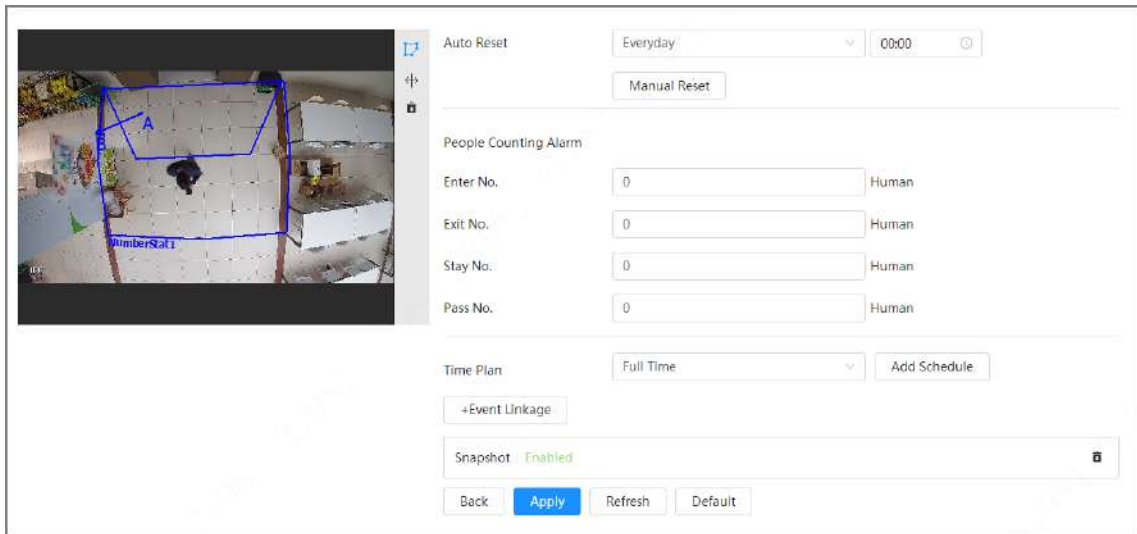 Auto Reset
Everyday
00:00
Manual Reset
People Counting Alarm
Enter No.
0
Human
Exit No.
0
Human
Stay No.
0
Human
Pass No.
0
Human
Time Plan
Full Time
Add Schedule
+Event Linkage
Snapshot Enabled
Back
Apply
Refresh
Default
A
B
NumberStat1
IPC